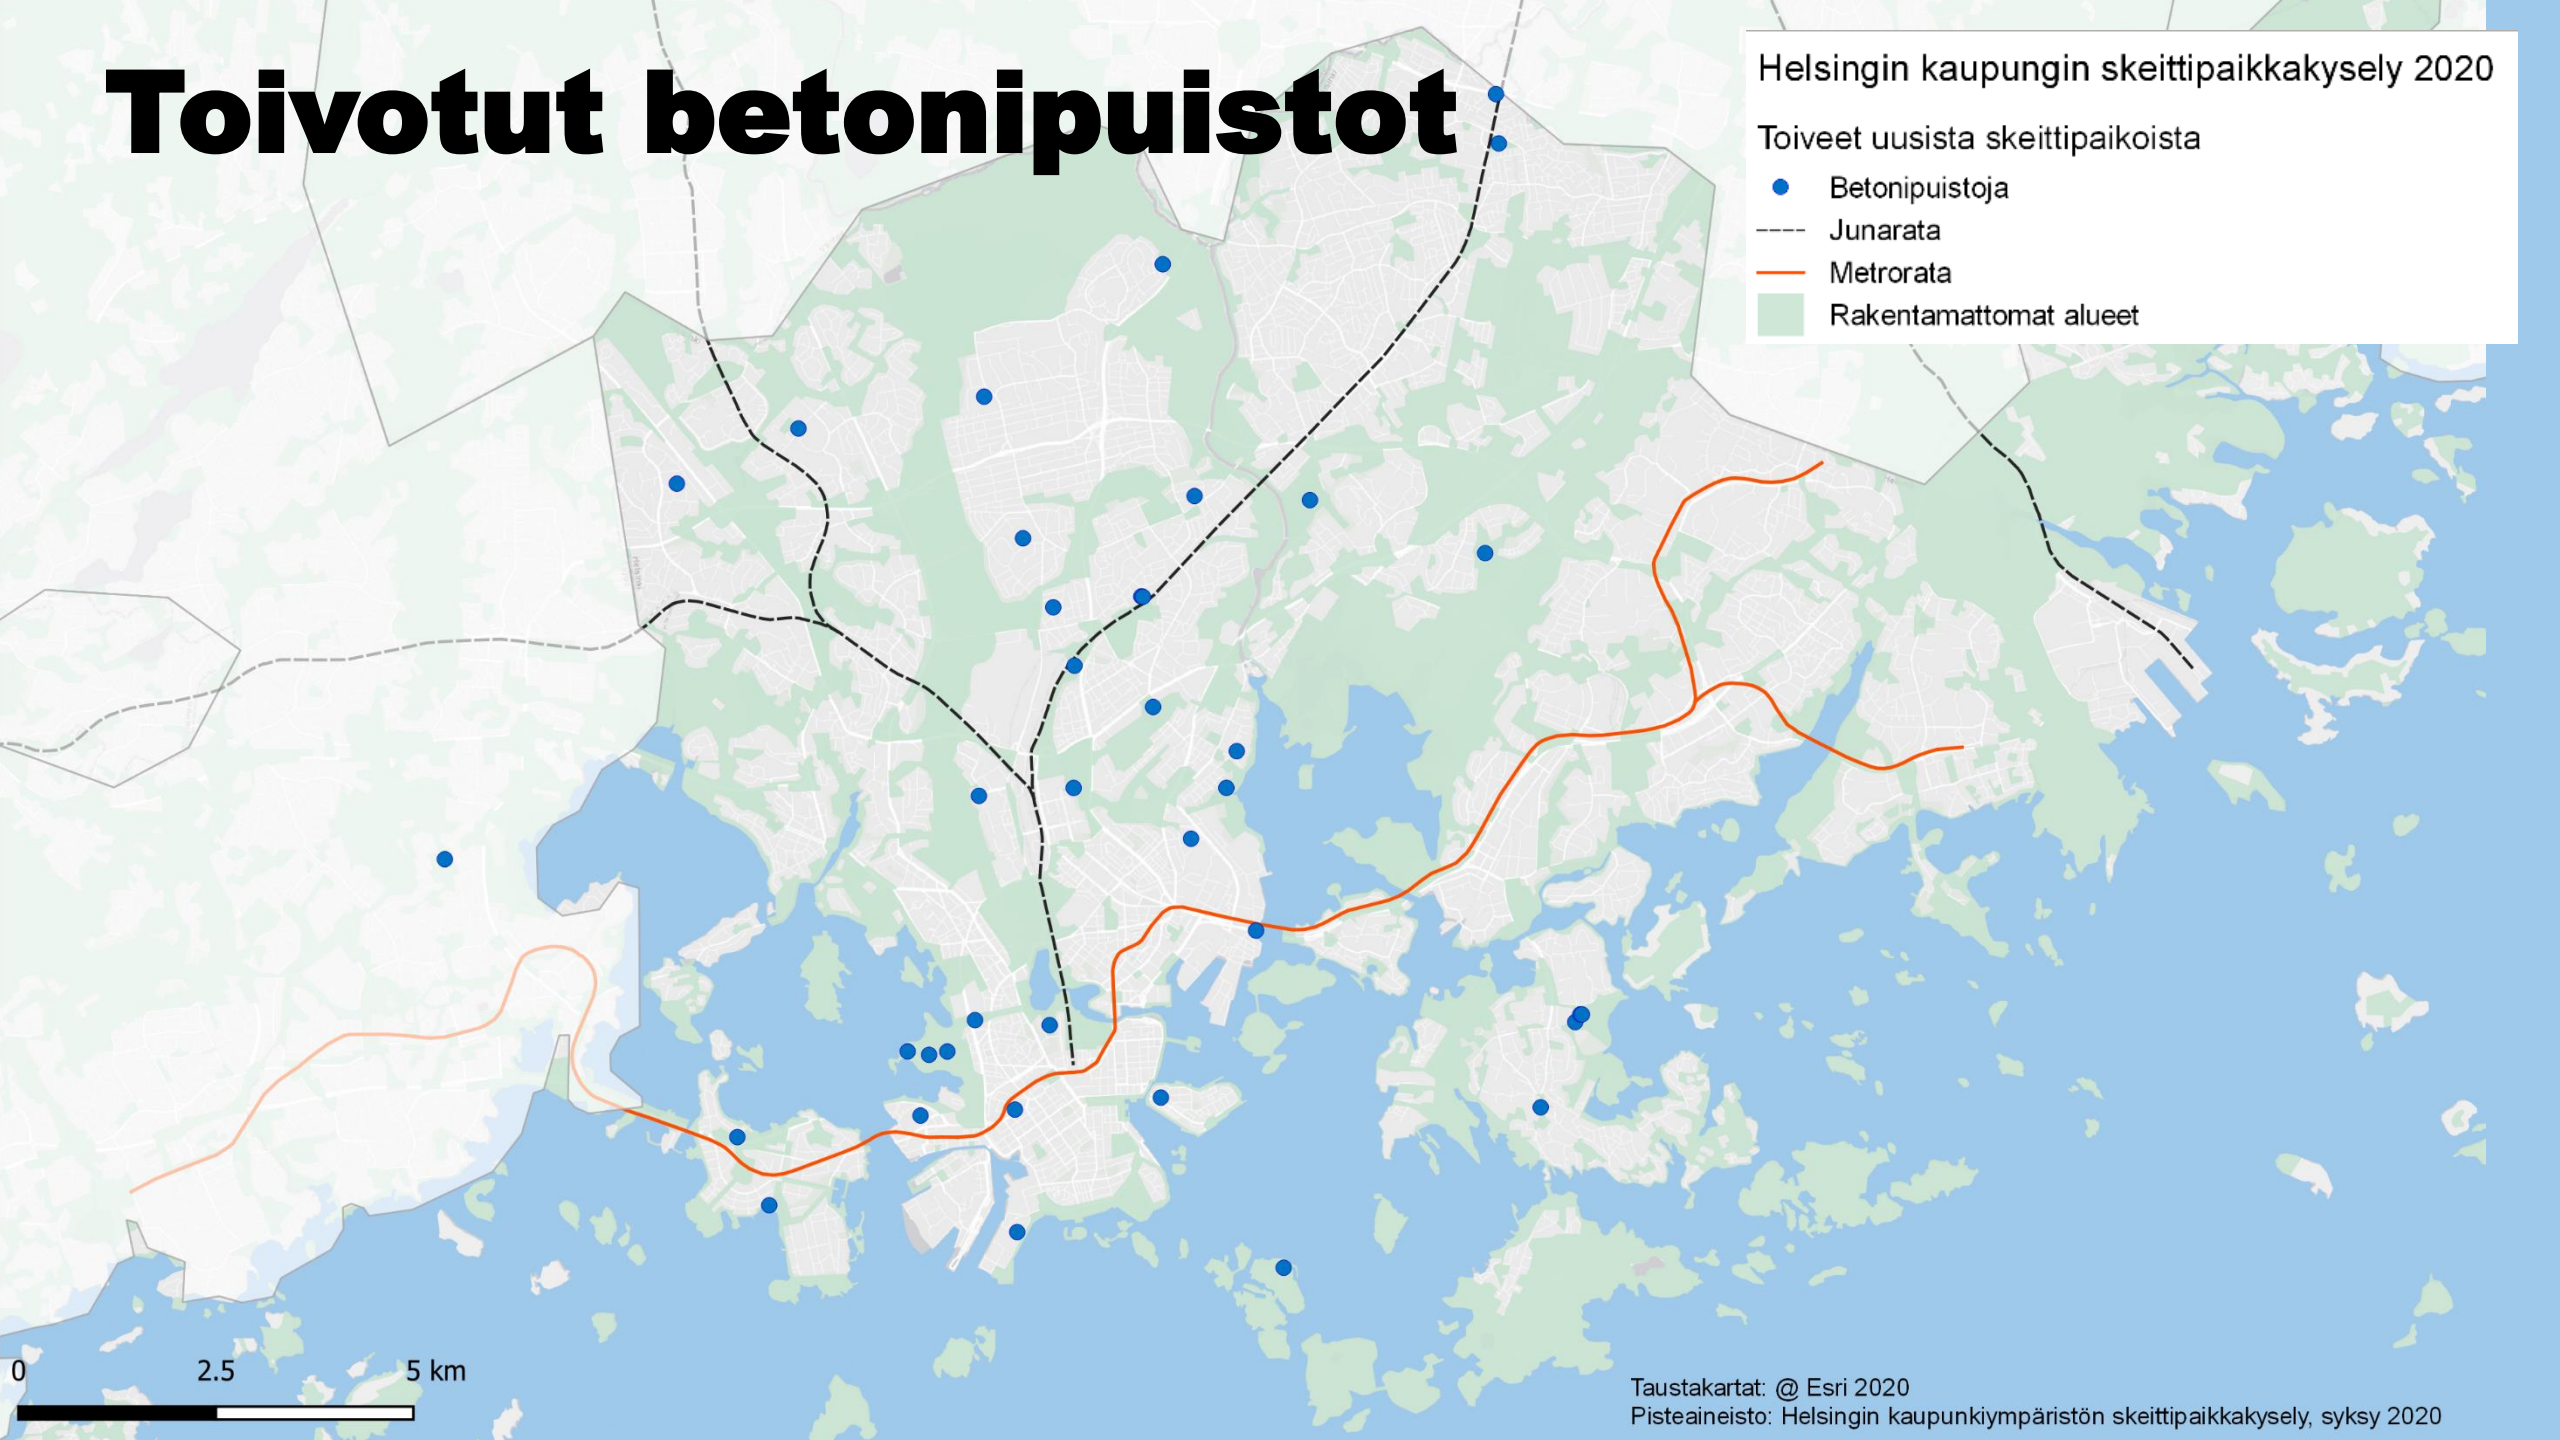 Toivotut betonipuistot
Helsingin kaupungin skeittipaikkakysely 2020
Toiveet uusista skeittipaikoista
Betonipuistoja
Junarata
Metrorata
Rakentamattomat alueet
0 2.5 5 km
Taustakartat: @ Esri 2020
Pisteaineisto: Helsingin kaupunkiympäristön skeittipaikkakysely, syksy 2020